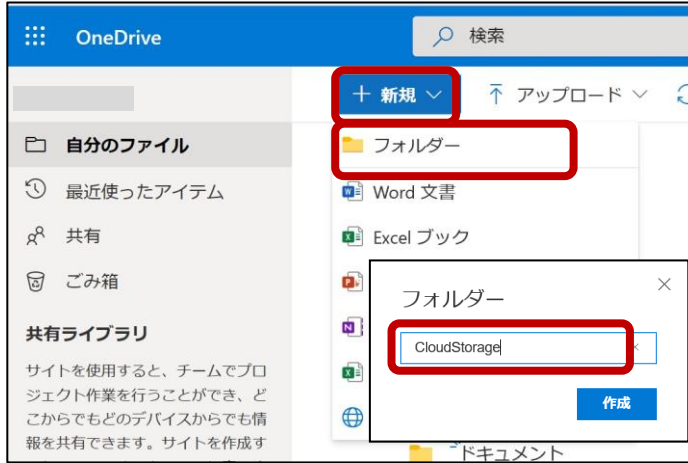 OneDrive
検索
+ 新規
アップロード
自分のファイル
最近使ったアイテム
共有
ごみ箱
共有ライブラリ
サイトを使用すると、チームでプロ
ジェクト作業を行うことができ、ど
こからでもどのデバイスからでも情
報を共有できます。サイトを作成す
フォルダー
Word 文書
Excel ブック
フォルダー
CloudStorage
作成
ドキュメント